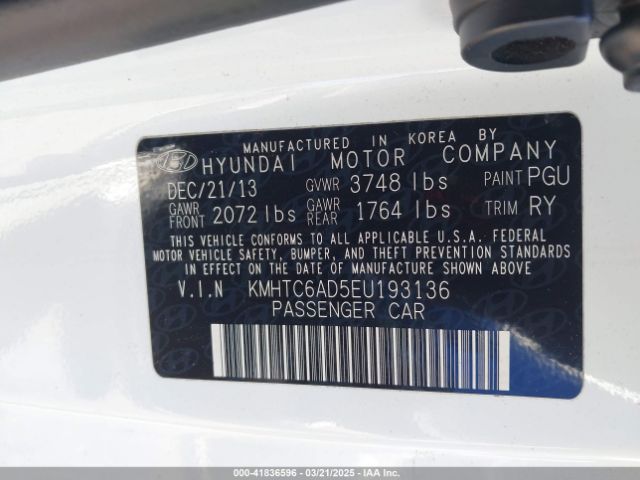 MANUFACTURED IN KOREA BY
HYUNDAI MOTOR COMPANY
DEC/21/13 GVWR 3748 lbs PAINT PGU
GAWR FRONT 2072 lbs GAWR REAR 1764 lbs TRIM RY
THIS VEHICLE CONFORMS TO ALL APPLICABLE U.S.A. FEDERAL
MOTOR VEHICLE SAFETY, BUMPER, AND THEFT PREVENTION STANDARDS
IN EFFECT ON THE DATE OF MANUFACTURE SHOWN ABOVE
V.I.N KMHTC6AD5EU193136
PASSENGER CAR
000-41836596 - 03/21/2025 - IAAI.COM